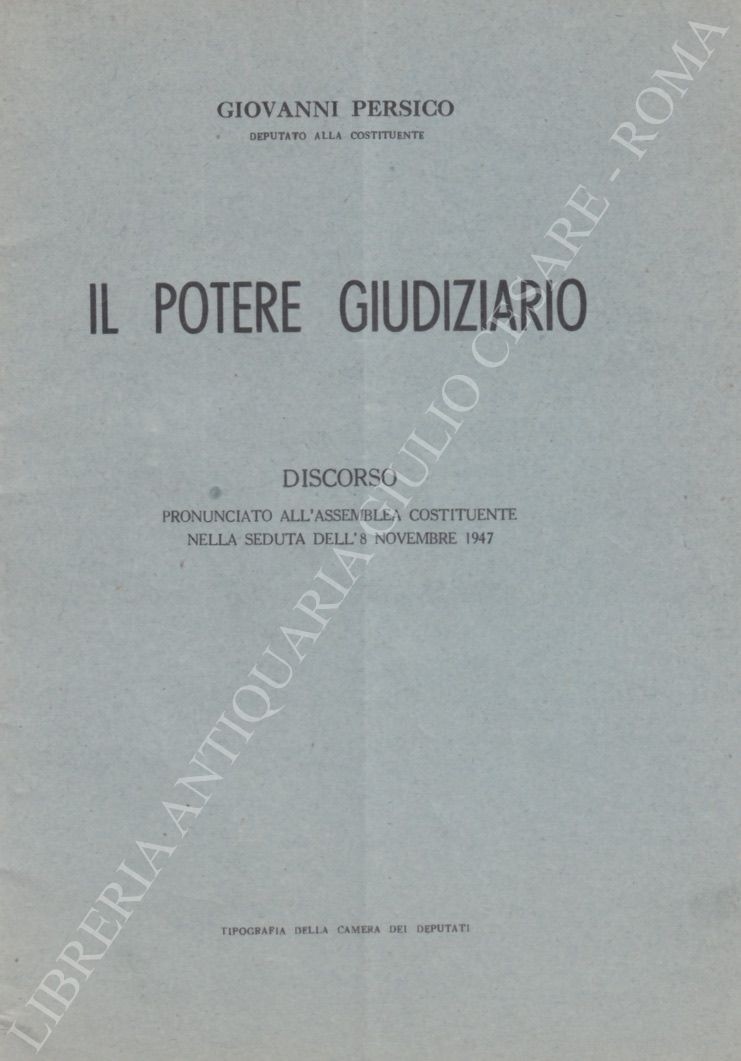 GIOVANNI PERSICO
DEPUTATO ALLA COSTITUENTE
IL POTERE GIUDIZIARIO
DISCORSO
PRONUNCIATO ALL'ASSEMBLEA COSTITUENTE
NELLA SEDUTA DELL'8 NOVEMBRE 1947
TIPOGRAFIA DELLA CAMERA DEI DEPUTATI
LIBRERIA ANTIQUARIA GIULIO CESARE - ROMA